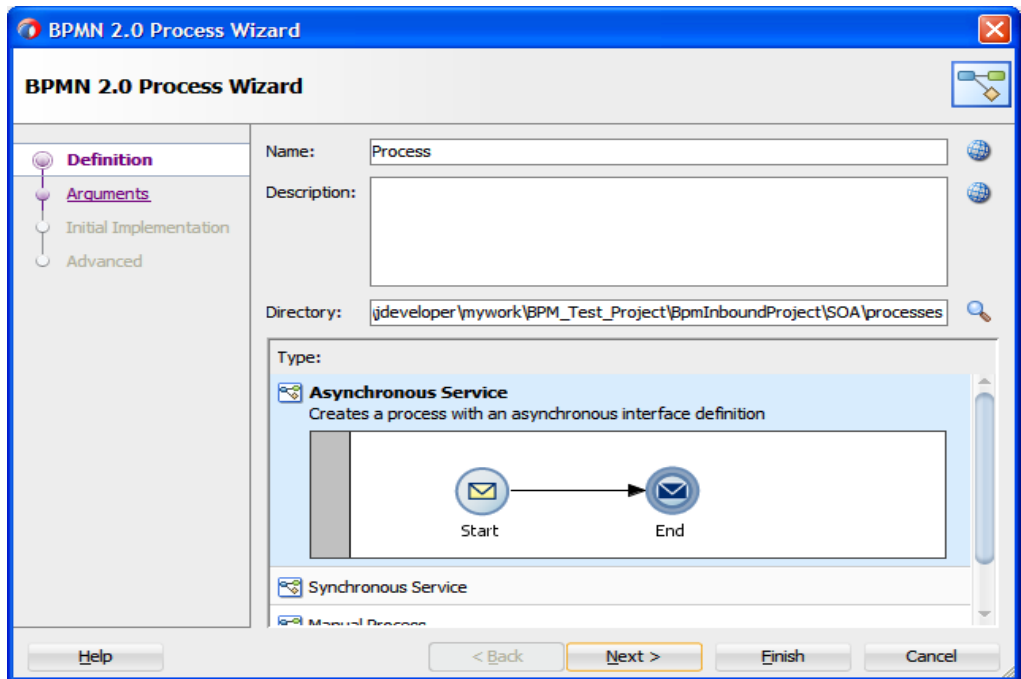 BPMN 2.0 Process Wizard
BPMN 2.0 Process Wizard
Definition
Arguments
Initial Implementation
Advanced
Name: Process
Description:
Directory: \jdeveloper\mywork\BPM_Test_Project\BpmInboundProject\SOA\processes
Type:
Asynchronous Service
Creates a process with an asynchronous interface definition
Start End
Synchronous Service
Manual Process
Help < Back Next > Finish Cancel